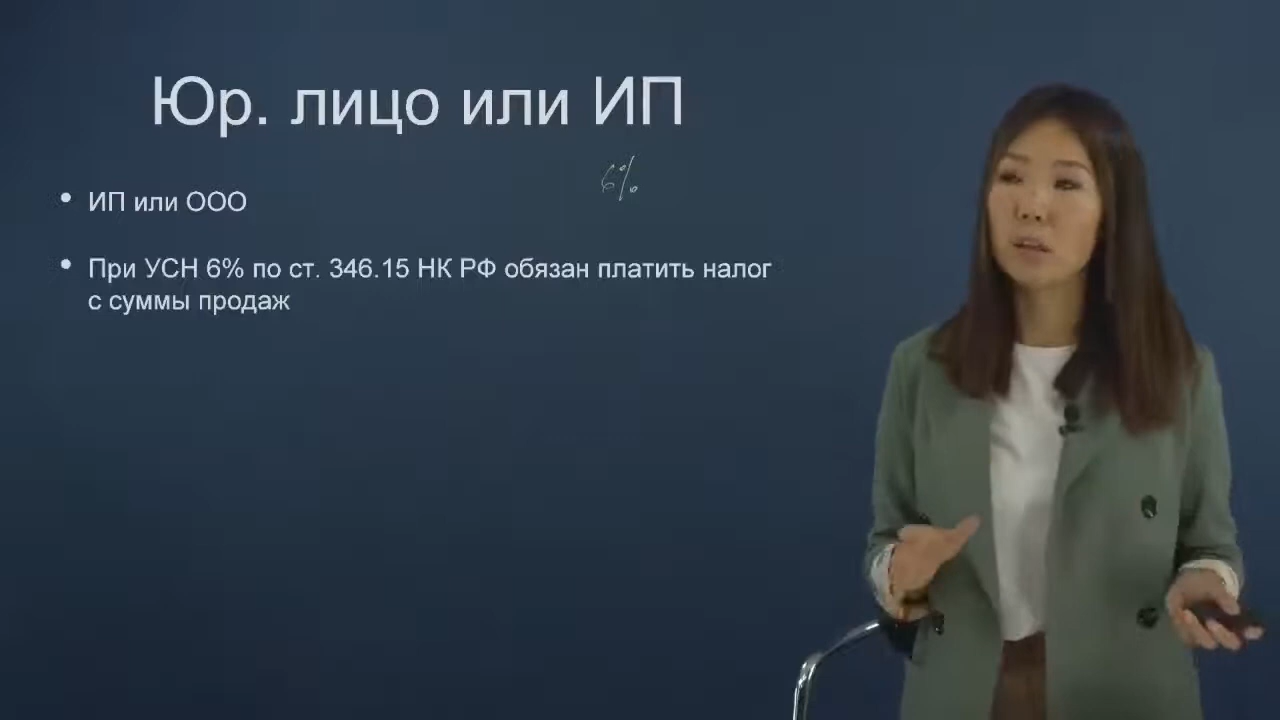 Юр. лицо или ИП
6%
• ИП или ООО
• При УСН 6% по ст. 346.15 НК РФ обязан платить налог
с суммы продаж